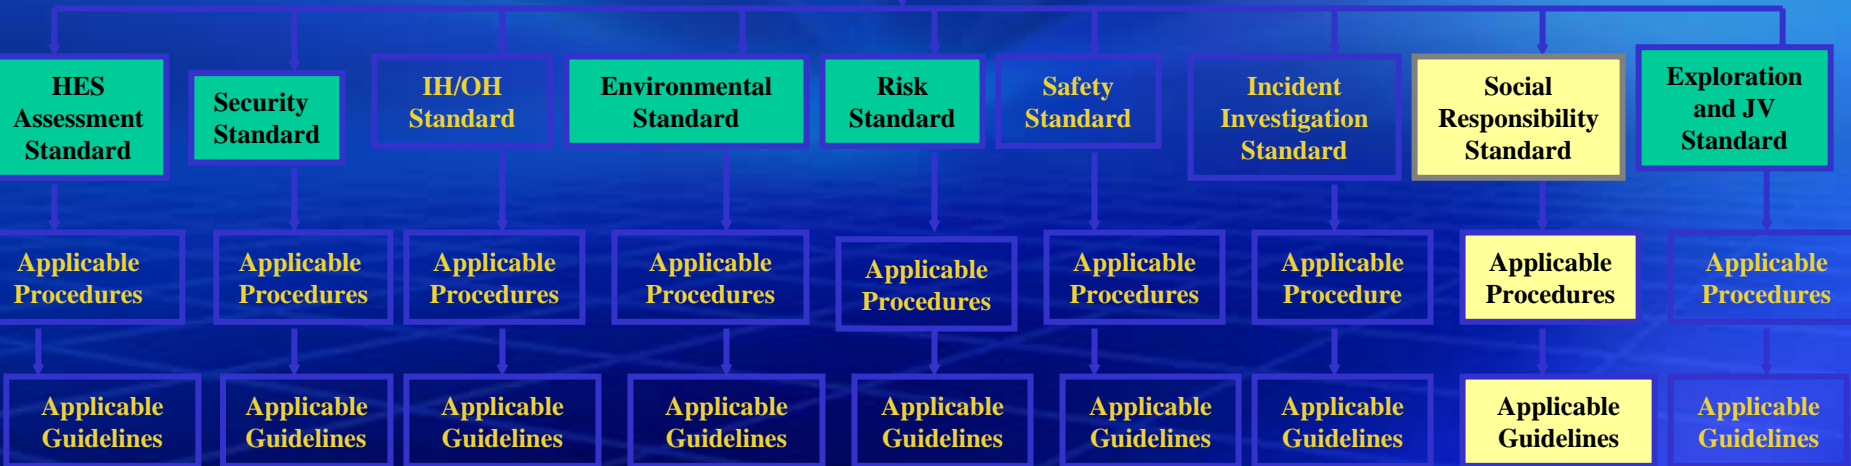 HES
Assessment
Standard
Security
Standard
IH/OH
Standard
Environmental
Standard
Risk
Standard
Safety
Standard
Incident
Investigation
Standard
Social
Responsibility
Standard
Exploration
and JV
Standard
Applicable
Procedures
Applicable
Procedures
Applicable
Procedures
Applicable
Procedures
Applicable
Procedures
Applicable
Procedures
Applicable
Procedure
Applicable
Procedures
Applicable
Procedures
Applicable
Guidelines
Applicable
Guidelines
Applicable
Guidelines
Applicable
Guidelines
Applicable
Guidelines
Applicable
Guidelines
Applicable
Guidelines
Applicable
Guidelines
Applicable
Guidelines